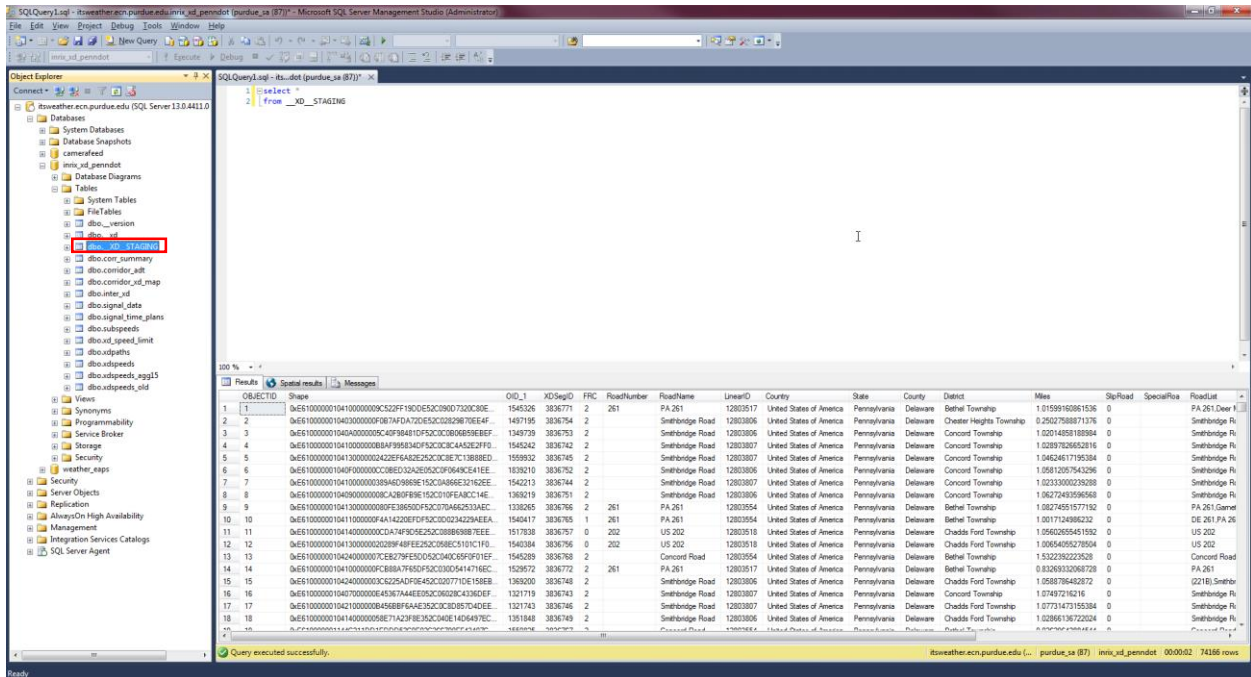 SQLQuery1.sql - itsweather.ecn.purdue.edu.inrix_xd_penndot (purdue_sa (87))* - Microsoft SQL Server Management Studio (Administrator)
File Edit View Project Debug Tools Window Help
New Query
inrix_xd_penndot Execute Debug
Object Explorer
Connect
itsweather.ecn.purdue.edu (SQL Server 13.0.4411.0
Databases
System Databases
Database Snapshots
camerafeed
inrix_xd_penndot
Database Diagrams
Tables
System Tables
FileTables
dbo.__version
dbo.__xd
dbo.__XD__STAGING
dbo.corr_summary
dbo.corridor_adt
dbo.corridor_xd_map
dbo.inter_xd
dbo.signal_data
dbo.signal_time_plans
dbo.subspeeds
dbo.xd_speed_limit
dbo.xdpaths
dbo.xdspeeds
dbo.xdspeeds_agg15
dbo.xdspeeds_old
Views
Synonyms
Programmability
Service Broker
Storage
Security
weather_eaps
Security
Server Objects
Replication
AlwaysOn High Availability
Management
Integration Services Catalogs
SQL Server Agent
SQLQuery1.sql - its...dot (purdue_sa (87))*
1 select *
2 from __XD__STAGING
100 %
Results Spatial results Messages
OBJECTID Shape OID_1 XDSegID FRC RoadNumber RoadName LinearID Country State County District Miles SlipRoad SpecialRoa RoadList
1 1 1545326 3836771 2 261 PA 261 12803517 United States of America Pennsylvania Delaware Bethel Township 1.01599160861536 0
2 2 1497195 3836754 2 Smithbridge Road 12803806 United States of America Pennsylvania Delaware Chester Heights Township 0.25027588871376 0
3 3 1349739 3836753 2 Smithbridge Road 12803806 United States of America Pennsylvania Delaware Concord Township 1.02014858188984 0
4 4 1545242 3836742 2 Smithbridge Road 12803807 United States of America Pennsylvania Delaware Concord Township 1.02897826652816 0
5 5 1559932 3836745 2 Smithbridge Road 12803807 United States of America Pennsylvania Delaware Concord Township 1.04624617195384 0
6 6 1839210 3836752 2 Smithbridge Road 12803806 United States of America Pennsylvania Delaware Concord Township 1.05812057543296 0
7 7 1542213 3836744 2 Smithbridge Road 12803807 United States of America Pennsylvania Delaware Concord Township 1.02333000239288 0
8 8 1369219 3836751 2 Smithbridge Road 12803806 United States of America Pennsylvania Delaware Concord Township 1.06272493596568 0
9 9 1338265 3836766 2 261 PA 261 12803554 United States of America Pennsylvania Delaware Bethel Township 1.08274551577192 0
10 10 1540417 3836765 1 261 PA 261 12803554 United States of America Pennsylvania Delaware Bethel Township 1.0017124986232 0 DE 261,PA 26
11 11 1517838 3836757 0 202 US 202 12803518 United States of America Pennsylvania Delaware Chadds Ford Township 1.05602655451592 0 US 202
12 12 1540384 3836756 0 202 US 202 12803518 United States of America Pennsylvania Delaware Chadds Ford Township 1.00654055278504 0 US 202
13 13 1545289 3836768 2 Concord Road 12803554 United States of America Pennsylvania Delaware Bethel Township 1.5322392223528 0 Concord Road
14 14 1529572 3836772 2 261 PA 261 12803517 United States of America Pennsylvania Delaware Bethel Township 0.83269332068728 0 PA 261
15 15 1369200 3836748 2 Smithbridge Road 12803806 United States of America Pennsylvania Delaware Chadds Ford Township 1.0588786482872 0
16 16 1321719 3836743 2 Smithbridge Road 12803807 United States of America Pennsylvania Delaware Concord Township 1.07497216216 0
17 17 1321743 3836746 2 Smithbridge Road 12803807 United States of America Pennsylvania Delaware Chadds Ford Township 1.07731473155384 0
18 18 1351848 3836749 2 Smithbridge Road 12803806 United States of America Pennsylvania Delaware Chadds Ford Township 1.02866136722024 0
Query executed successfully. itsweather.ecn.purdue.edu (... purdue_sa (87) inrix_xd_penndot 00:00:02 74166 rows
Ready